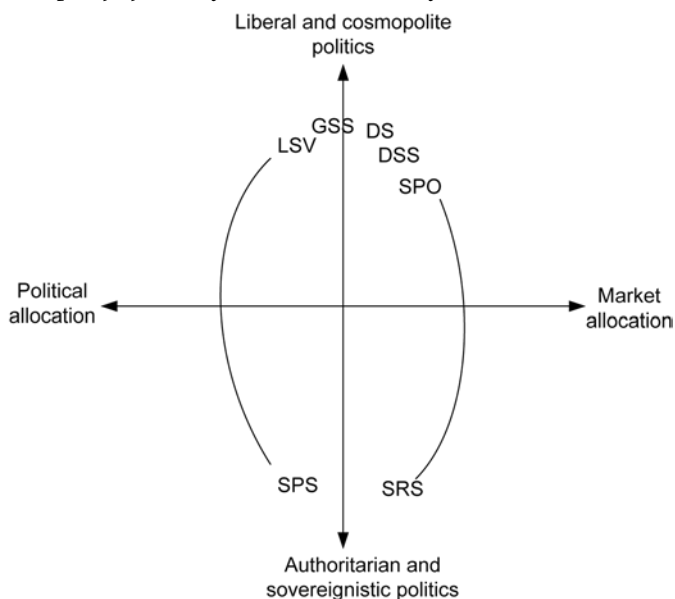 Liberal and cosmopolite
politics
GSS DS
LSV DSS
SPO
Political
allocation
Market
allocation
SPS SRS
Authoritarian and
sovereignistic politics